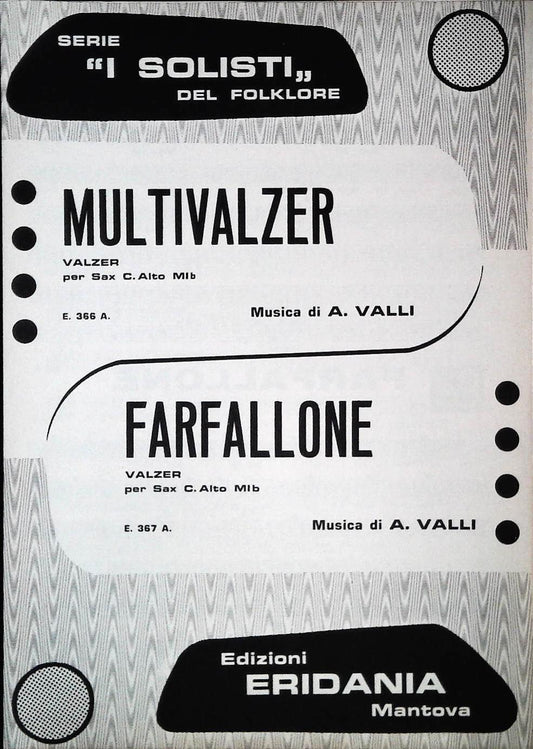 SERIE
“I SOLISTI„
DEL FOLKLORE
MULTIVALZER
VALZER
per Sax C. Alto MIb
E. 366 A.
Musica di A. VALLI
FARFALLONE
VALZER
per Sax C. Alto MIb
E. 367 A.
Musica di A. VALLI
Edizioni
ERIDANIA
Mantova